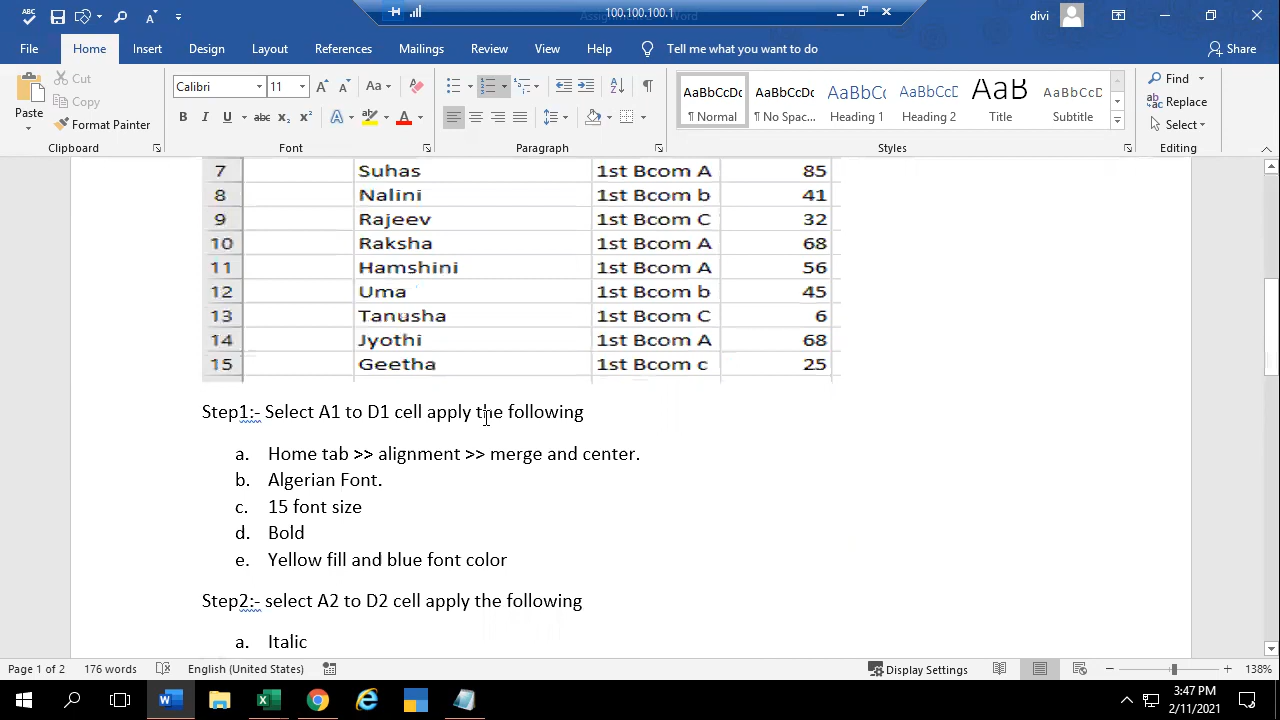 100.100.100.1
divi
File Home Insert Design Layout References Mailings Review View Help Tell me what you want to do Share
Cut
Copy
Paste
Format Painter
Calibri 11
B I U abc x₂ x²
AaBbCcDc AaBbCcDc AaBbCc AaBbCcD AaB AaBbCcD
¶ Normal ¶ No Spac... Heading 1 Heading 2 Title Subtitle
Find
Replace
Select
Clipboard Font Paragraph Styles Editing
7 Suhas 1st Bcom A 85
8 Nalini 1st Bcom b 41
9 Rajeev 1st Bcom C 32
10 Raksha 1st Bcom A 68
11 Hamshini 1st Bcom A 56
12 Uma 1st Bcom b 45
13 Tanusha 1st Bcom C 6
14 Jyothi 1st Bcom A 68
15 Geetha 1st Bcom c 25
Step1:- Select A1 to D1 cell apply the following
a. Home tab >> alignment >> merge and center.
b. Algerian Font.
c. 15 font size
d. Bold
e. Yellow fill and blue font color
Step2:- select A2 to D2 cell apply the following
a. Italic
Page 1 of 2 176 words English (United States) Display Settings 138%
3:47 PM
2/11/2021